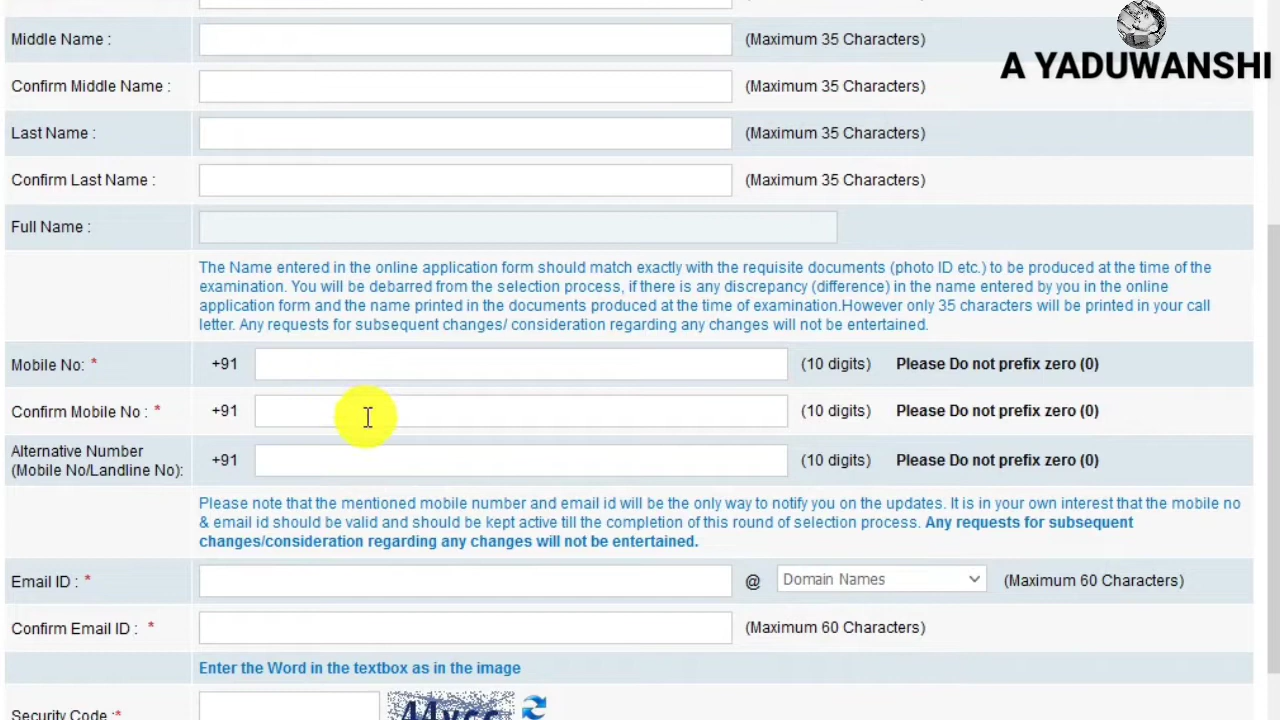 Middle Name : (Maximum 35 Characters)
A YADUWANSHI
Confirm Middle Name : (Maximum 35 Characters)
Last Name : (Maximum 35 Characters)
Confirm Last Name : (Maximum 35 Characters)
Full Name :
The Name entered in the online application form should match exactly with the requisite documents (photo ID etc.) to be produced at the time of the
examination. You will be debarred from the selection process, if there is any discrepancy (difference) in the name entered by you in the online
application form and the name printed in the documents produced at the time of examination.However only 35 characters will be printed in your call
letter. Any requests for subsequent changes/ consideration regarding any changes will not be entertained.
Mobile No: * +91 (10 digits) Please Do not prefix zero (0)
Confirm Mobile No : * +91 (10 digits) Please Do not prefix zero (0)
Alternative Number
(Mobile No/Landline No): +91 (10 digits) Please Do not prefix zero (0)
Please note that the mentioned mobile number and email id will be the only way to notify you on the updates. It is in your own interest that the mobile no
& email id should be valid and should be kept active till the completion of this round of selection process. Any requests for subsequent
changes/consideration regarding any changes will not be entertained.
Email ID : * @ Domain Names (Maximum 60 Characters)
Confirm Email ID : * (Maximum 60 Characters)
Enter the Word in the textbox as in the image
Security Code :*